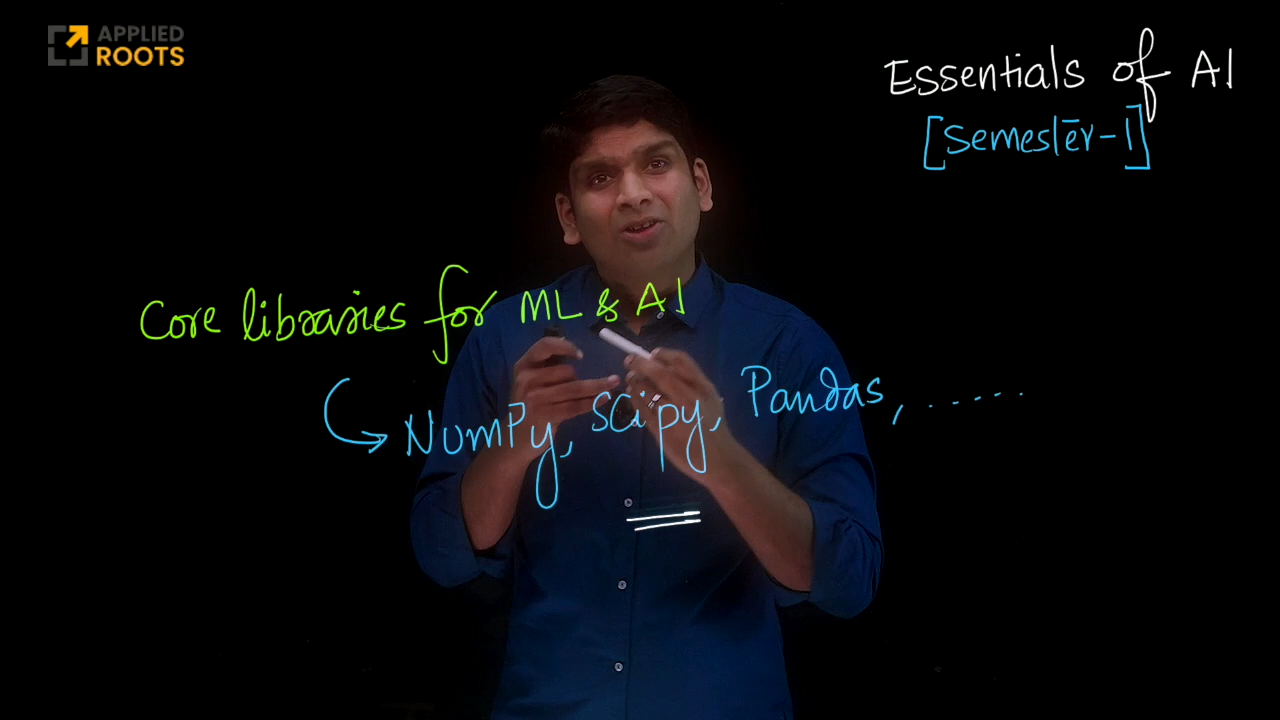 APPLIED
ROOTS
Essentials of AI
[Semester-1]
Core libraries for ML & AI
NumPy, SciPy, Pandas, .....